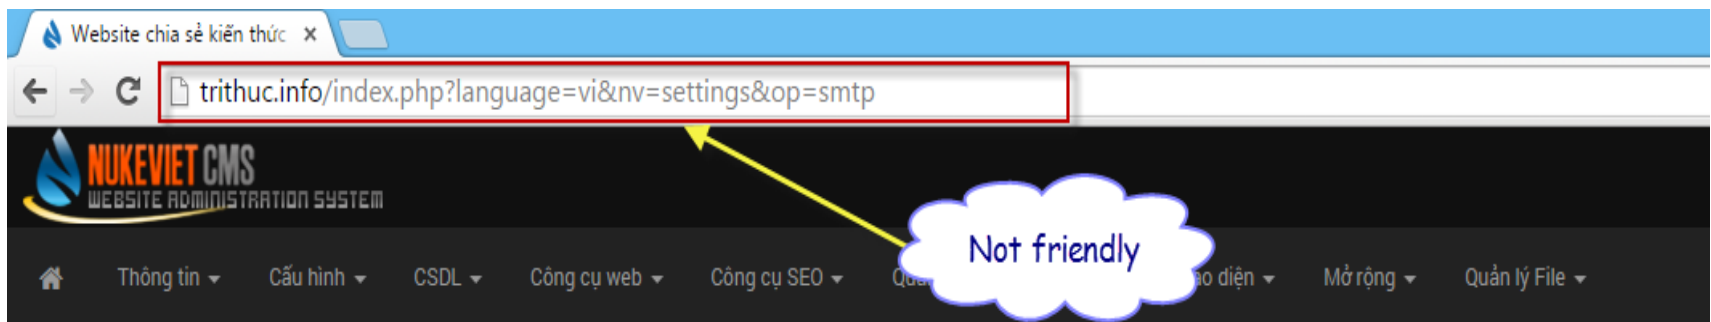 Website chia sẻ kiến thức
trithuc.info/index.php?language=vi&nv=settings&op=smtp
NUKEVIET CMS
WEBSITE ADMINISTRATION SYSTEM
Not friendly
Thông tin Cấu hình CSDL Công cụ web Công cụ SEO diện Mở rộng Quản lý File